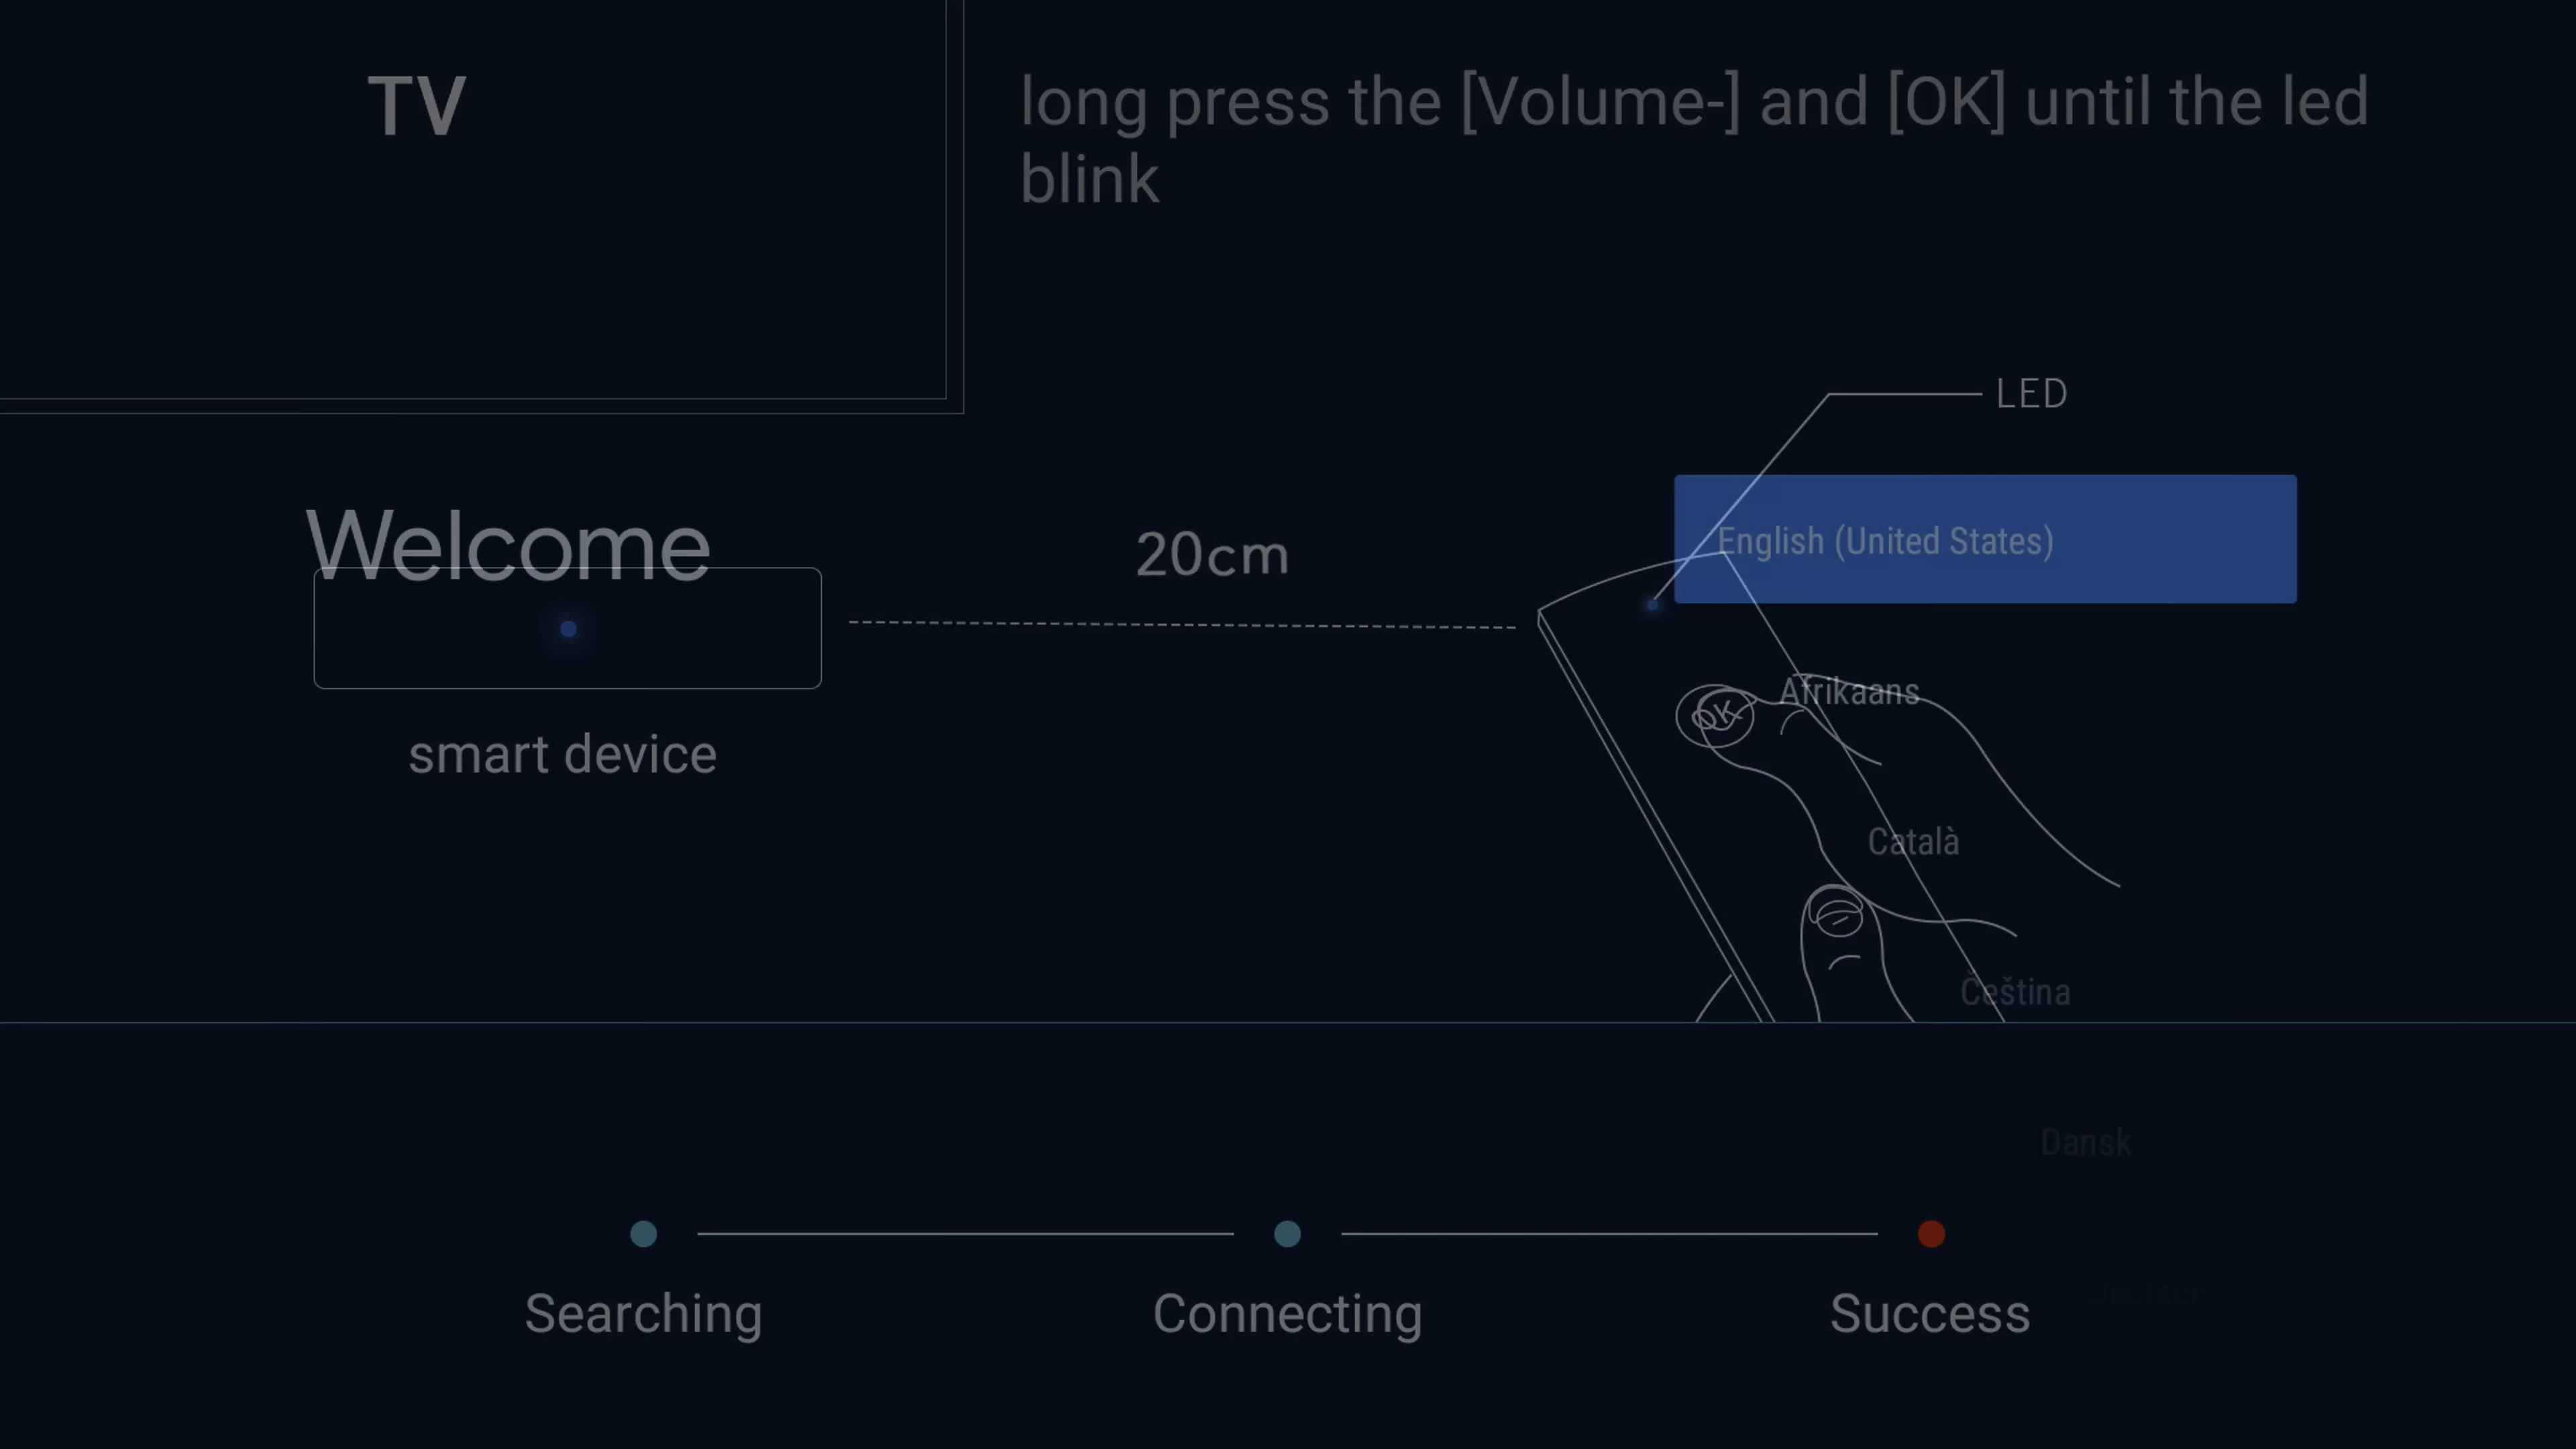 TV
long press the [Volume-] and [OK] until the led
blink
LED
Welcome
20cm
English (United States)
Afrikaans
OK
smart device
Català
Čeština
Dansk
Searching
Connecting
Success